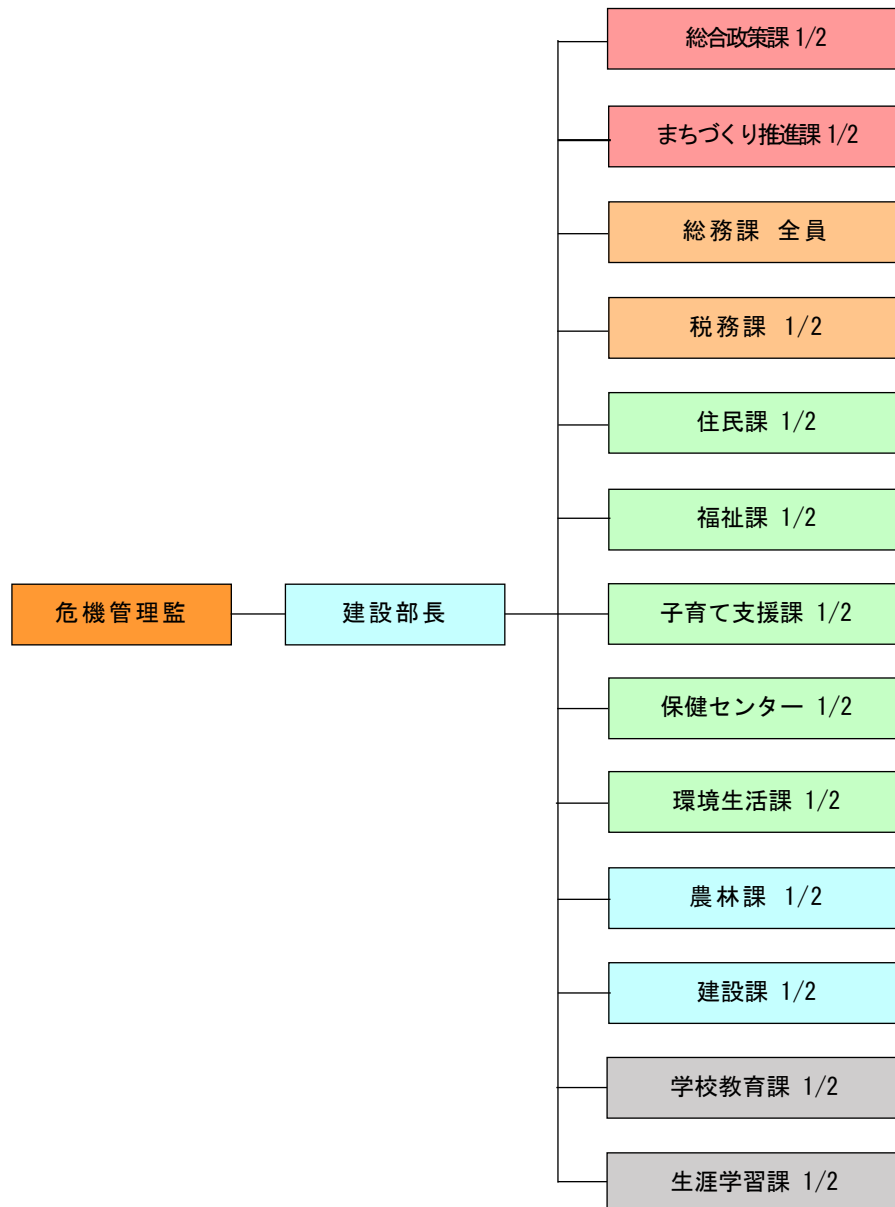 総合政策課 1/2
まちづくり推進課 1/2
総務課 全員
税務課 1/2
住民課 1/2
福祉課 1/2
危機管理監
建設部長
子育て支援課 1/2
保健センター 1/2
環境生活課 1/2
農林課 1/2
建設課 1/2
学校教育課 1/2
生涯学習課 1/2